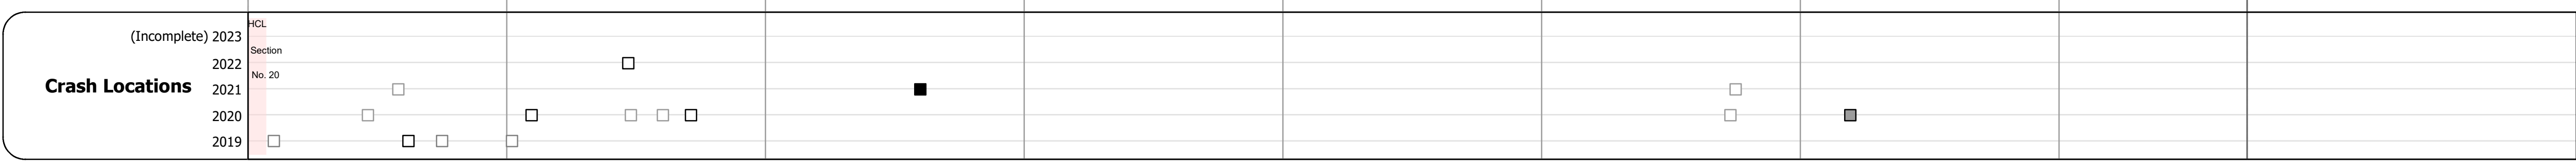 HCL
(Incomplete) 2023
Section
2022
No. 20
Crash Locations
2021
2020
2019